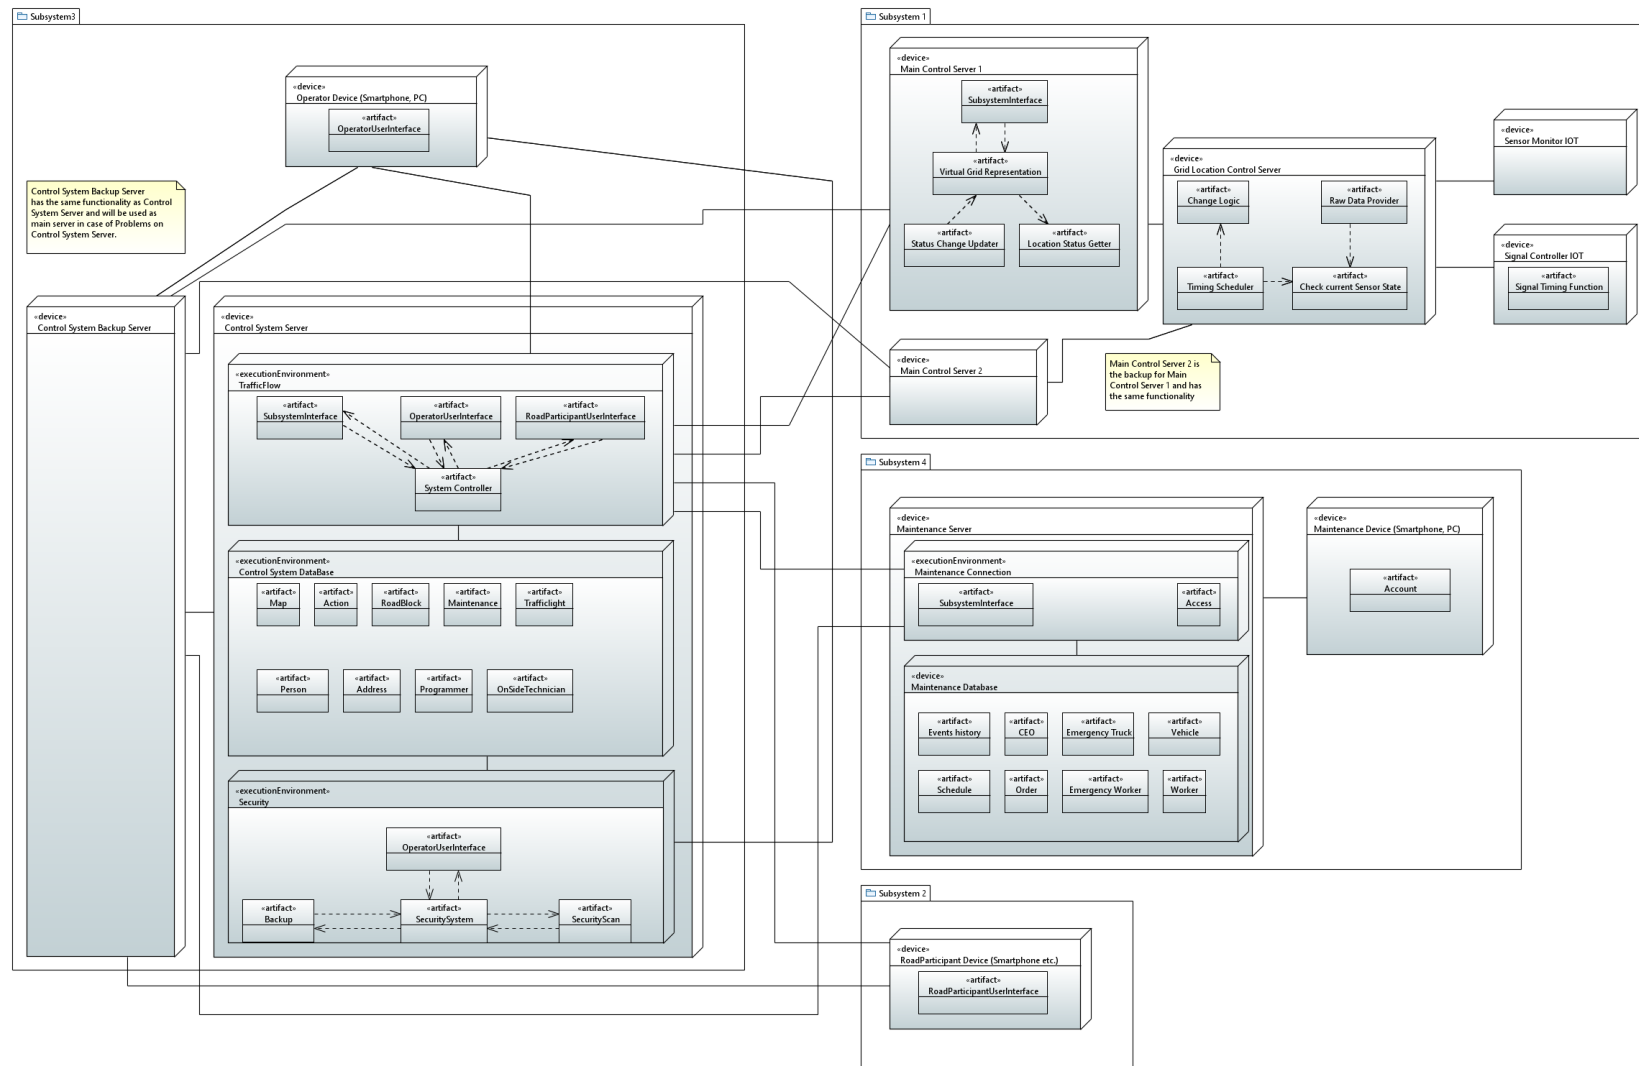 Subsystem3
«device»
Operator Device (Smartphone, PC)
«artifact»
OperatorUserInterface
Control System Backup Server
has the same functionality as Control
System Server and will be used as
main server in case of Problems on
Control System Server.
«device»
Control System Backup Server
«device»
Control System Server
«executionEnvironment»
TrafficFlow
«artifact»
SubsystemInterface
«artifact»
OperatorUserInterface
«artifact»
RoadParticipantUserInterface
«artifact»
System Controller
«executionEnvironment»
Control System DataBase
«artifact»
Map
«artifact»
Action
«artifact»
RoadBlock
«artifact»
Maintenance
«artifact»
Trafficlight
«artifact»
Person
«artifact»
Address
«artifact»
Programmer
«artifact»
OnSideTechnician
«executionEnvironment»
Security
«artifact»
OperatorUserInterface
«artifact»
Backup
«artifact»
SecuritySystem
«artifact»
SecurityScan
Subsystem 1
«device»
Main Control Server 1
«artifact»
SubsystemInterface
«artifact»
Virtual Grid Representation
«artifact»
Status Change Updater
«artifact»
Location Status Getter
«device»
Grid Location Control Server
«artifact»
Change Logic
«artifact»
Raw Data Provider
«artifact»
Timing Scheduler
«artifact»
Check current Sensor State
«device»
Sensor Monitor IOT
«device»
Signal Controller IOT
«artifact»
Signal Timing Function
«device»
Main Control Server 2
Main Control Server 2 is
the backup for Main
Control Server 1 and has
the same functionality
Subsystem 4
«device»
Maintenance Server
«executionEnvironment»
Maintenance Connection
«artifact»
SubsystemInterface
«artifact»
Access
«device»
Maintenance Database
«artifact»
Events history
«artifact»
CEO
«artifact»
Emergency Truck
«artifact»
Vehicle
«artifact»
Schedule
«artifact»
Order
«artifact»
Emergency Worker
«artifact»
Worker
«device»
Maintenance Device (Smartphone, PC)
«artifact»
Account
Subsystem 2
«device»
RoadParticipant Device (Smartphone etc.)
«artifact»
RoadParticipantUserInterface